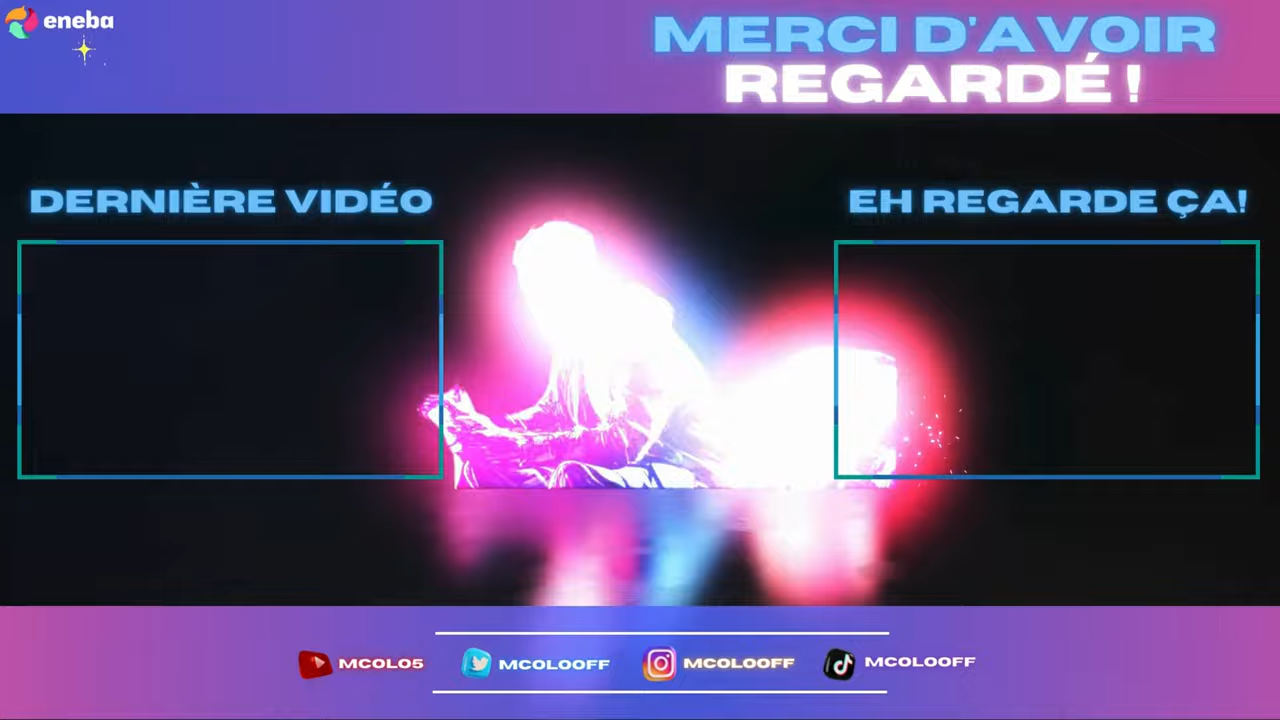 eneba
MERCI D'AVOIR
REGARDÉ !
DERNIÈRE VIDÉO
EH REGARDE ÇA!
MCOLO5
MCOLOOFF
MCOLOOFF
MCOLOOFF